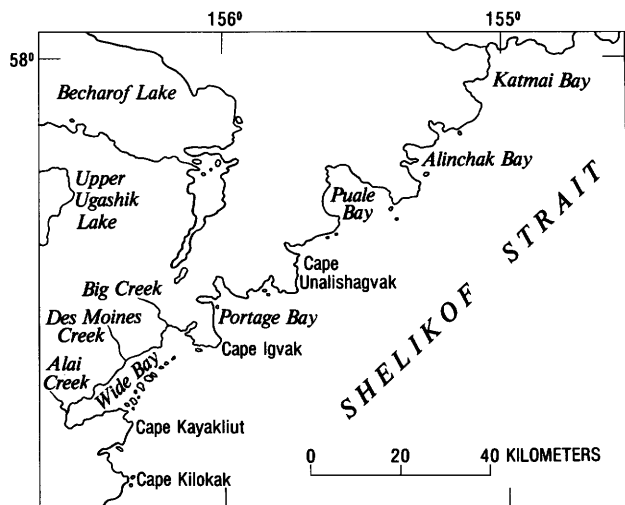 156° 155°
58°
Katmai Bay
Becharof Lake
Alinchak Bay
Upper
Ugashik
Lake
Puale
Bay
SHELIKOF STRAIT
Cape
Unalishagvak
Big Creek
Des Moines
Creek
Portage Bay
Cape Igvak
Alai
Creek
Wide Bay
Cape Kayakliut
Cape Kilokak
0 20 40 KILOMETERS